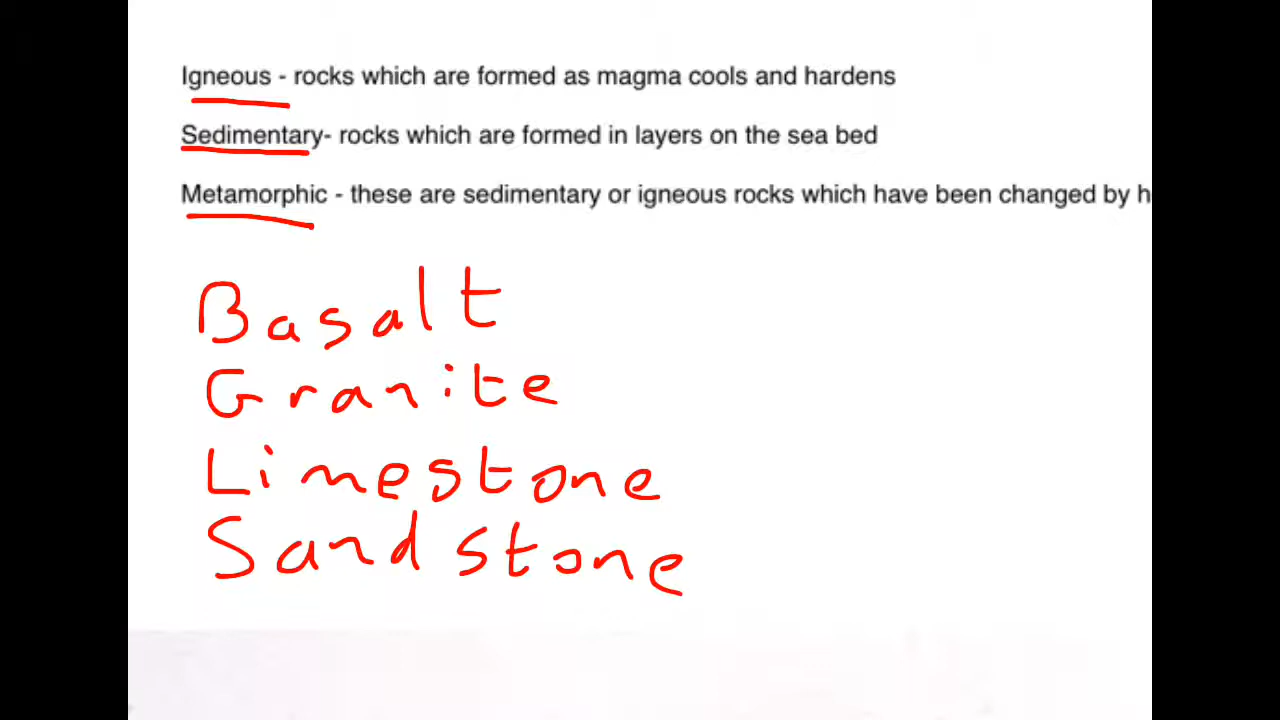 Igneous - rocks which are formed as magma cools and hardens
Sedimentary- rocks which are formed in layers on the sea bed
Metamorphic - these are sedimentary or igneous rocks which have been changed by h
Basalt
Granite
Limestone
Sandstone